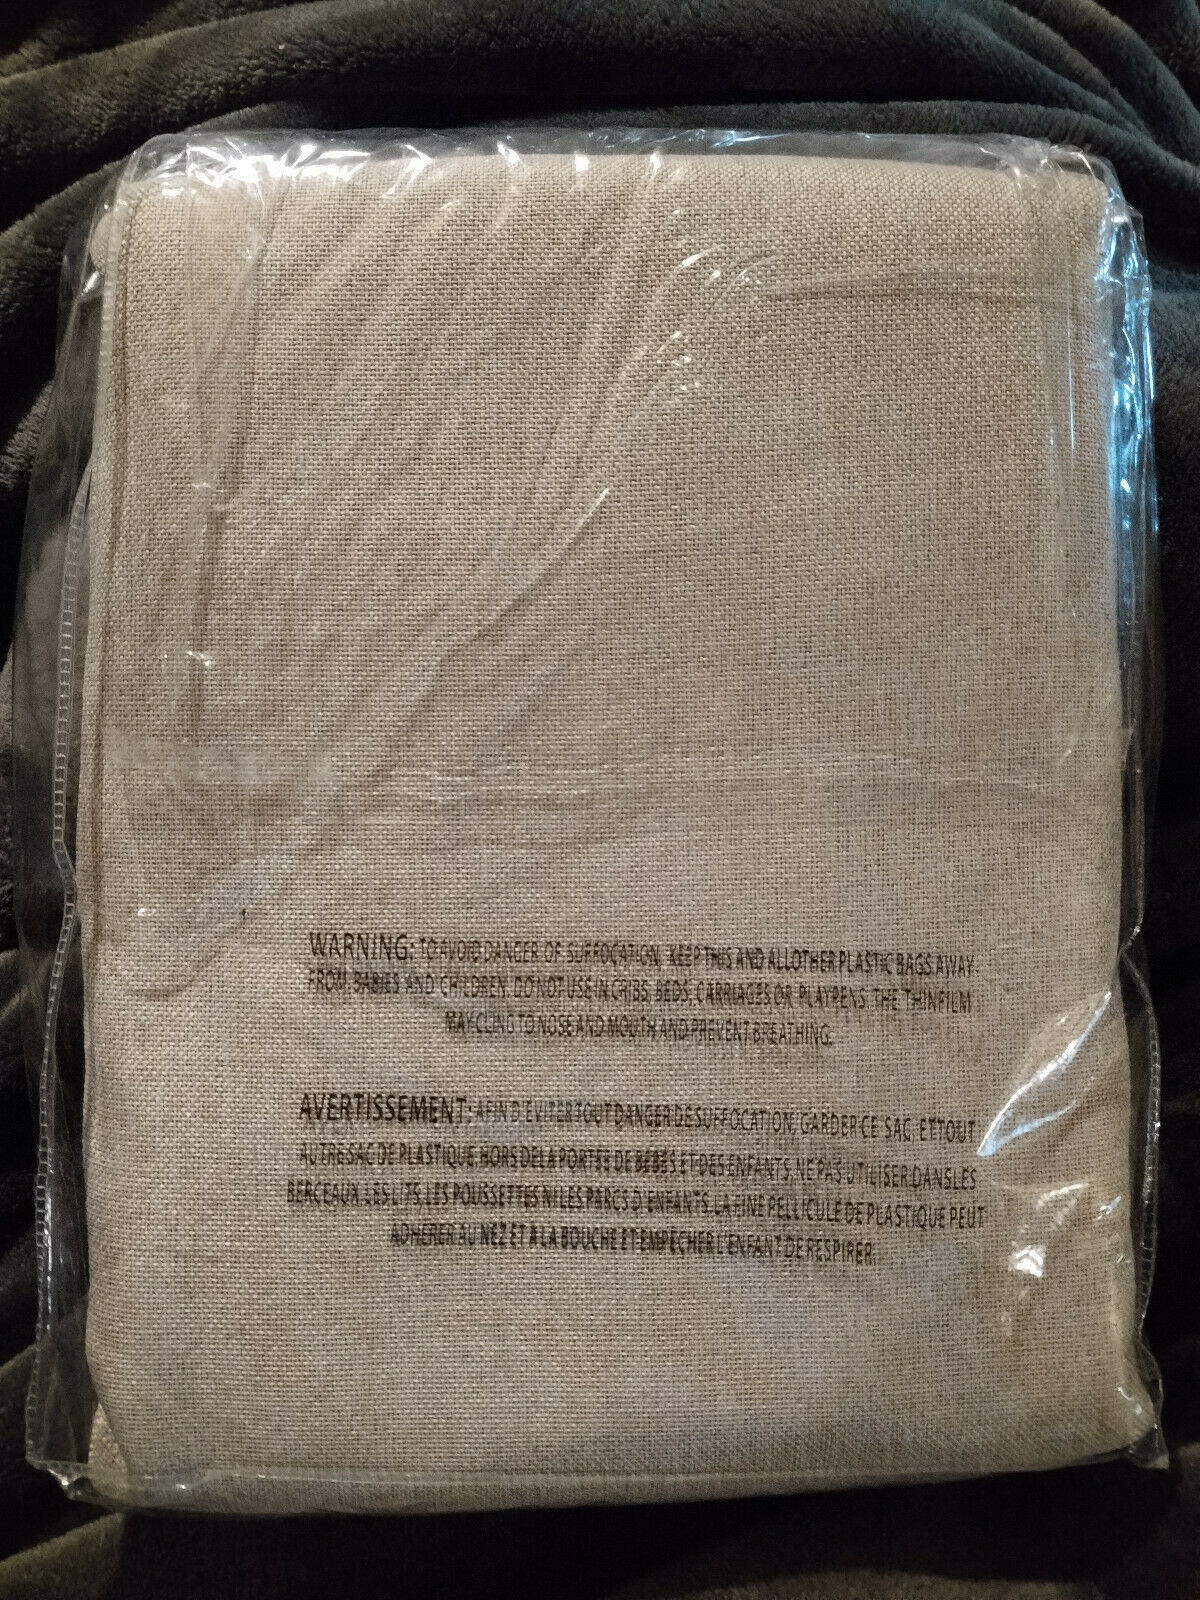 WARNING: TO AVOID DANGER OF SUFFOCATION, KEEP THIS AND ALL OTHER PLASTIC BAGS AWAY
FROM BABIES AND CHILDREN. DO NOT USE IN CRIBS, BEDS, CARRIAGES OR PLAYPENS. THE THIN FILM
MAY CLING TO NOSE AND MOUTH AND PREVENT BREATHING.
AVERTISSEMENT: AFIN D'EVITER TOUT DANGER DE SUFFOCATION, GARDER CE SAC, ET TOUT
AUTRE SAC DE PLASTIQUE, HORS DE LA PORTEE DE BEBES ET DES ENFANTS. NE PAS UTILISER DANS LES
BERCEAUX, LES LITS, LES POUSSETTES NI LES PARCS D'ENFANTS. LA FINE PELLICULE DE PLASTIQUE PEUT
ADHERER AU NEZ ET A LA BOUCHE ET EMPECHER L'ENFANT DE RESPIRER.